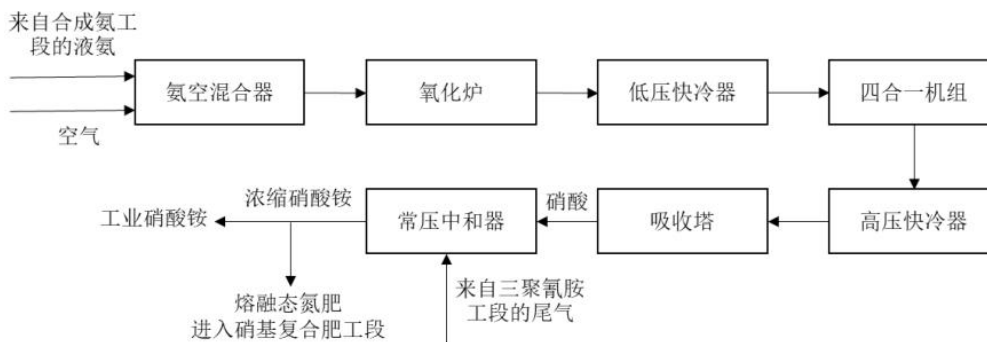 来自合成氨工
段的液氨
空气
氨空混合器
氧化炉
低压快冷器
四合一机组
高压快冷器
吸收塔
硝酸
常压中和器
浓缩硝酸铵
工业硝酸铵
熔融态氮肥
进入硝基复合肥工段
来自三聚氰胺
工段的尾气